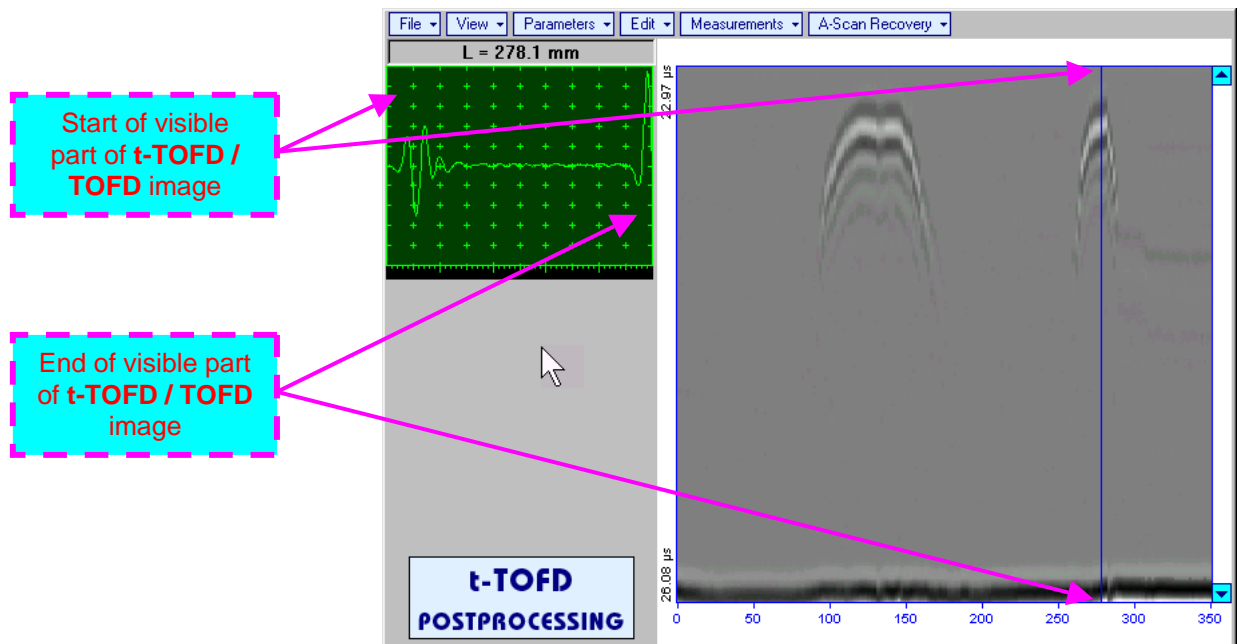 File View Parameters Edit Measurements A-Scan Recovery
L = 278.1 mm
Start of visible
part of t-TOFD /
TOFD image
End of visible part
of t-TOFD / TOFD
image
t-TOFD
POSTPROCESSING
µs
26.08 µs
0 50 100 150 200 250 300 350